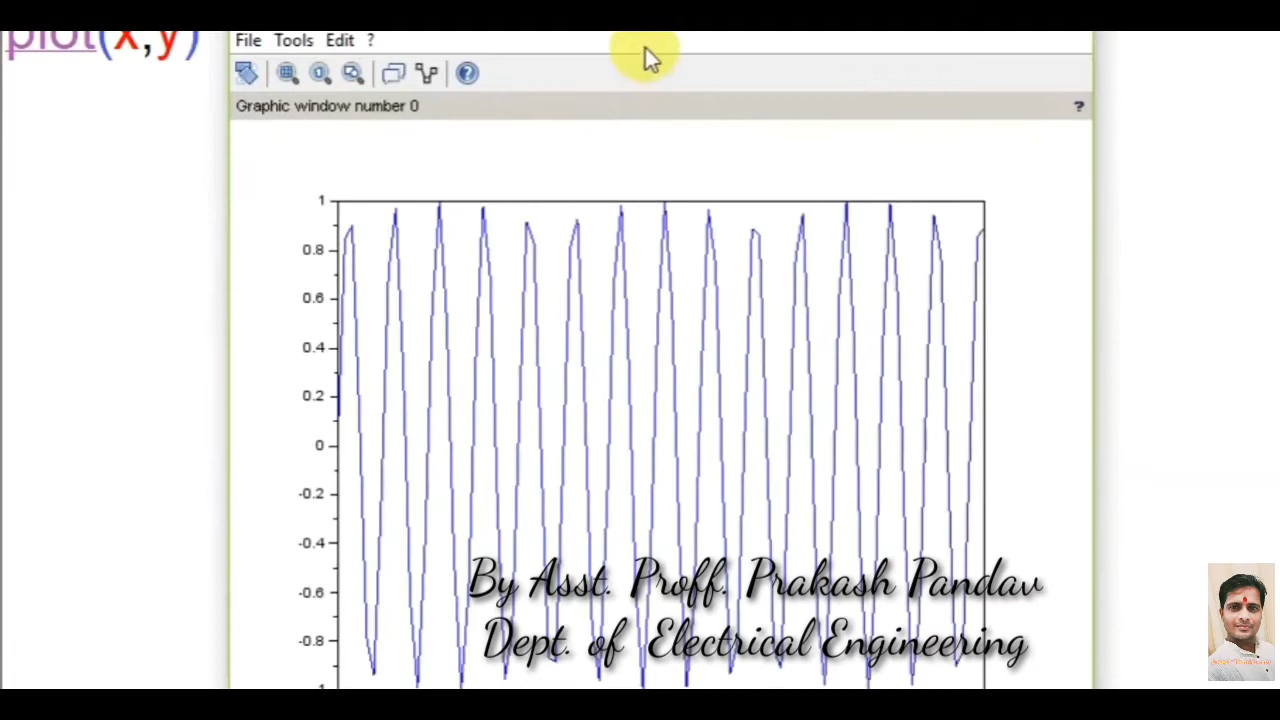 plot(x,y)
File Tools Edit ?
Graphic window number 0
?
1
0.8
0.6
0.4
0.2
0
-0.2
-0.4
-0.6
-0.8
-1
By Asst. Proff. Prakash Pandav
Dept. of Electrical Engineering